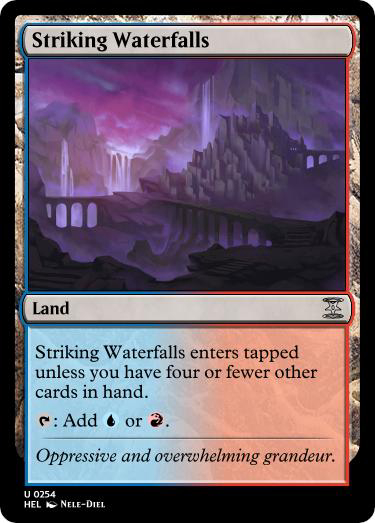 Striking Waterfalls
Land
Striking Waterfalls enters tapped
unless you have four or fewer other
cards in hand.
: Add or .
Oppressive and overwhelming grandeur.
U 0254
HEL Nele-Diel